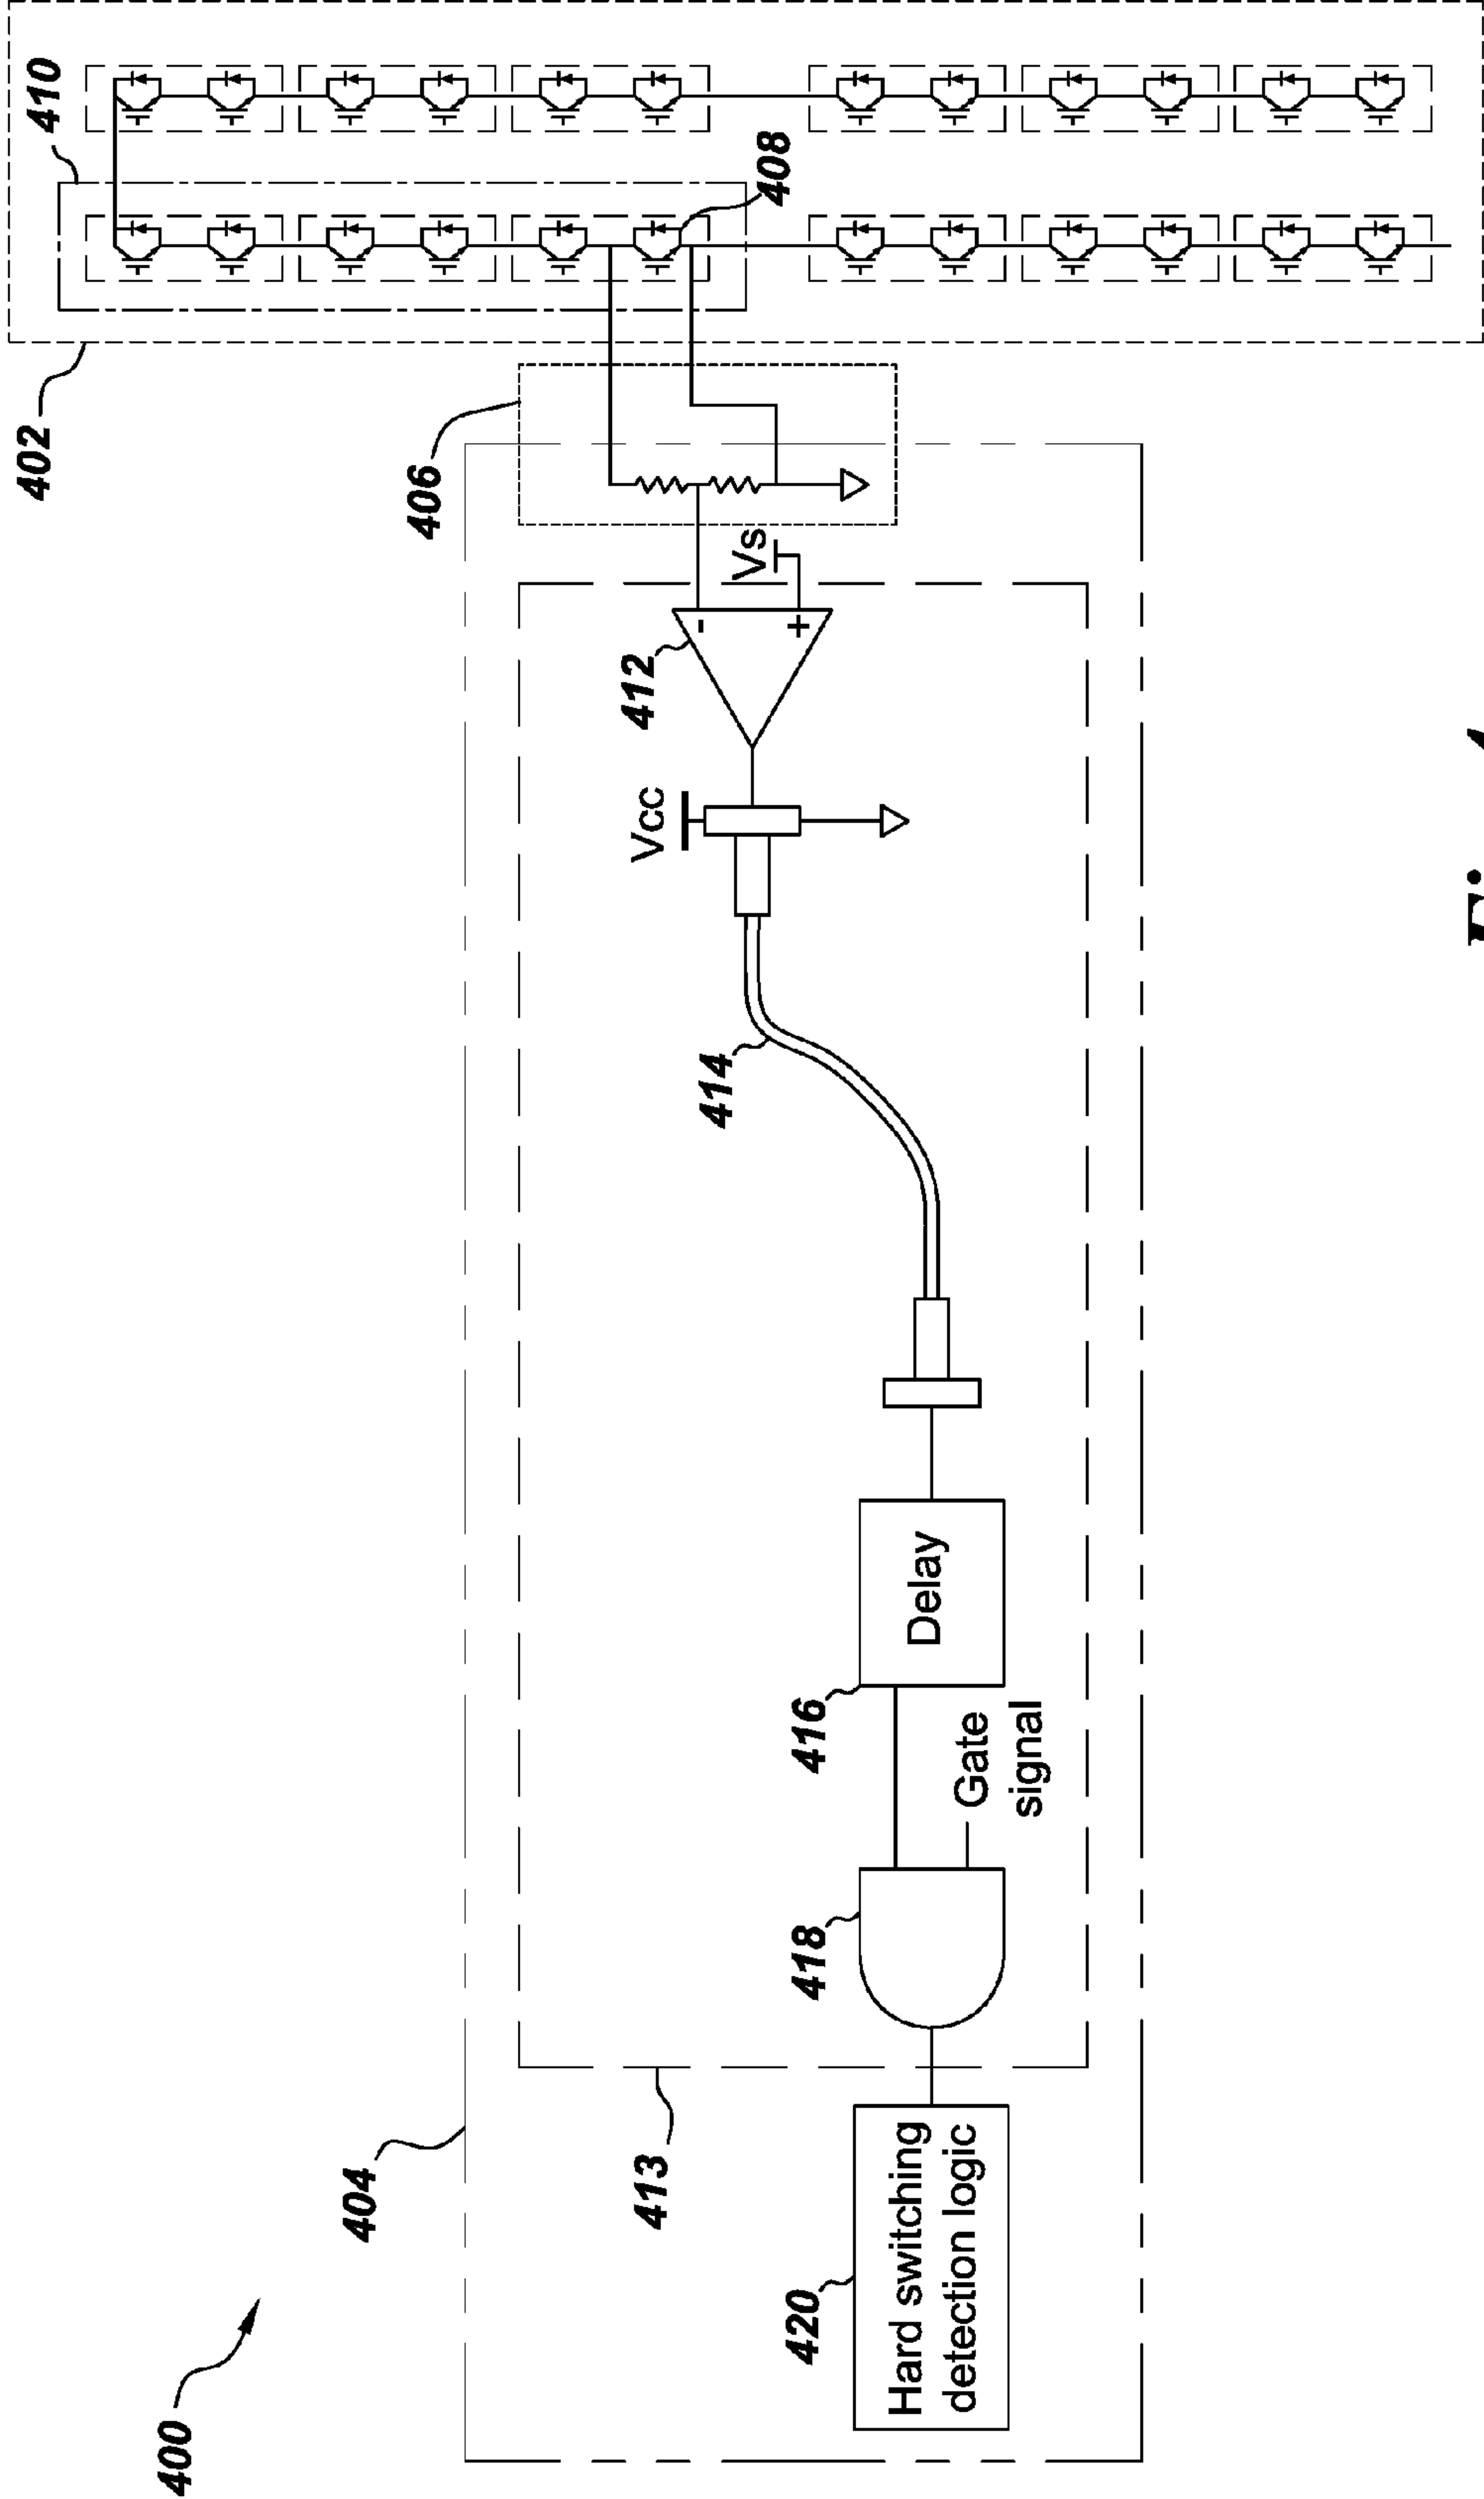 400
404
402
410
406
408
413
412
414
416
418
420
Vs
-
+
Vcc
Delay
Gate
signal
Hard switching
detection logic